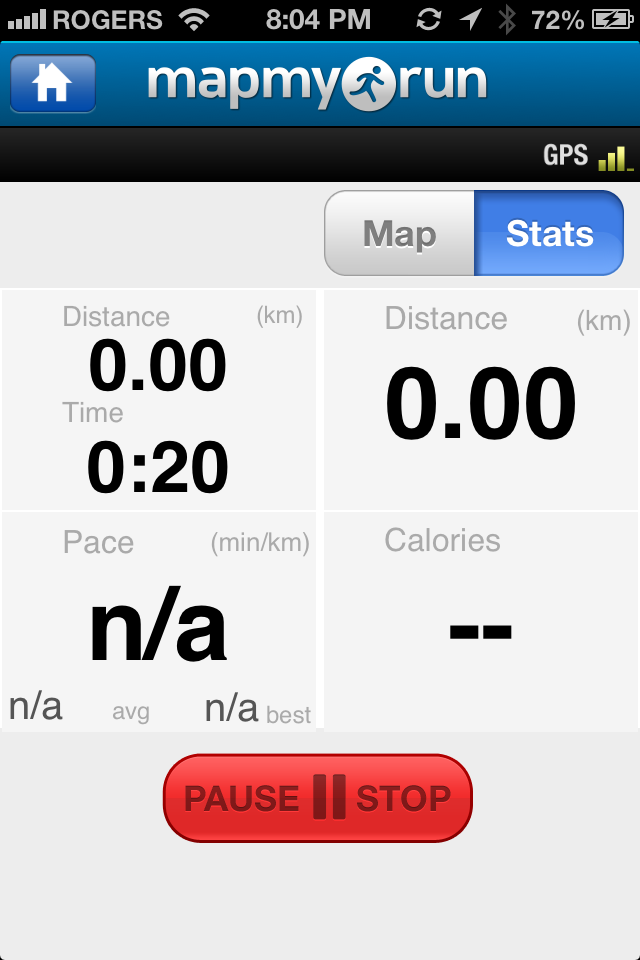 ROGERS 8:04 PM 72%
mapmyrun
GPS
Map Stats
Distance (km)
0.00
Time
0:20
Distance (km)
0.00
Pace (min/km)
n/a
n/a avg n/a best
Calories
--
PAUSE STOP